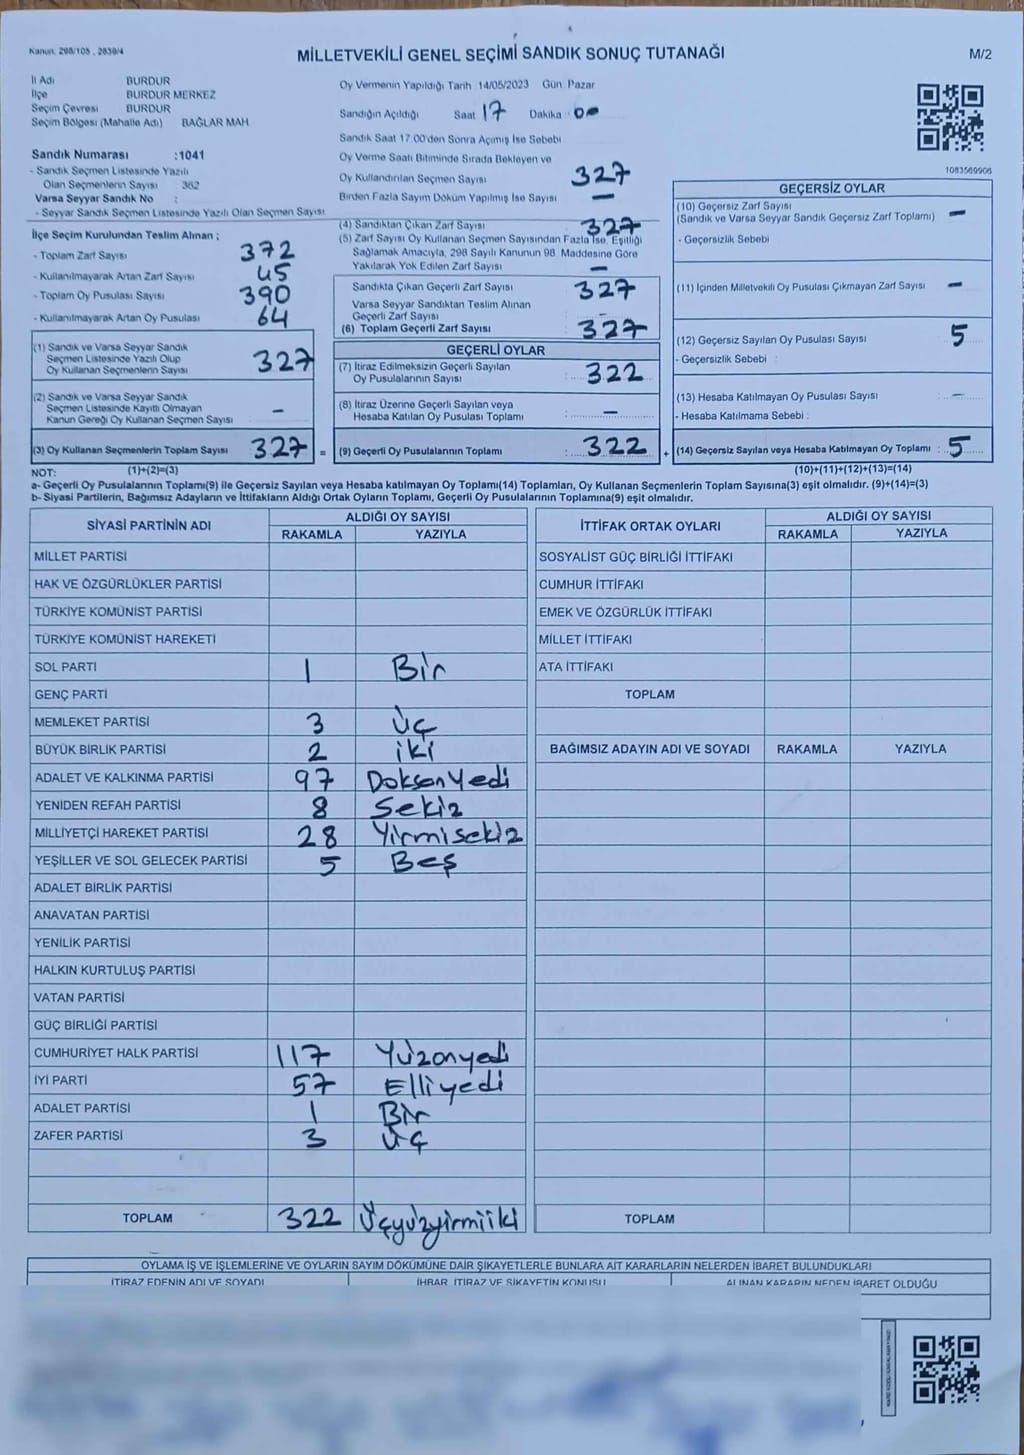 Kanun, 298/105 , 2839/4
MİLLETVEKİLİ GENEL SEÇİMİ SANDIK SONUÇ TUTANAĞI
M/2
İl Adı BURDUR
İlçe BURDUR MERKEZ
Seçim Çevresi BURDUR
Seçim Bölgesi (Mahalle Adı) BAĞLAR MAH
Sandık Numarası :1041
- Sandık Seçmen Listesinde Yazılı
Olan Seçmenlerin Sayısı 362
Varsa Seyyar Sandık No :
- Seyyar Sandık Seçmen Listesinde Yazılı Olan Seçmen Sayısı
İlçe Seçim Kurulundan Teslim Alınan ;
- Toplam Zarf Sayısı 372
- Kullanılmayarak Artan Zarf Sayısı 45
- Toplam Oy Pusulası Sayısı 390
- Kullanılmayarak Artan Oy Pusulası 64
(1) Sandık ve Varsa Seyyar Sandık
Seçmen Listesinde Yazılı Olup
Oy Kullanan Seçmenlerin Sayısı 327
(2) Sandık ve Varsa Seyyar Sandık
Seçmen Listesinde Kayıtlı Olmayan
Kanun Gereği Oy Kullanan Seçmen Sayısı -
(3) Oy Kullanan Seçmenlerin Toplam Sayısı 327 =
Oy Vermenin Yapıldığı Tarih 14/05/2023 Gün Pazar
Sandığın Açıldığı Saat 17 Dakika : 00
Sandık Saat 17.00'den Sonra Açımış İse Sebebi
Oy Verme Saati Bitiminde Sırada Bekleyen ve
Oy Kullandırılan Seçmen Sayısı 327
Birden Fazla Sayım Döküm Yapılmış İse Sayısı -
(4) Sandıktan Çıkan Zarf Sayısı 327
(5) Zarf Sayısı Oy Kullanan Seçmen Sayısından Fazla İse, Eşitliği
Sağlamak Amacıyla, 298 Sayılı Kanunun 98. Maddesine Göre
Yakılarak Yok Edilen Zarf Sayısı -
Sandıkta Çıkan Geçerli Zarf Sayısı 327
Varsa Seyyar Sandıktan Teslim Alınan
Geçerli Zarf Sayısı :
(6) Toplam Geçerli Zarf Sayısı 327
GEÇERLİ OYLAR
(7) İtiraz Edilmeksizin Geçerli Sayılan
Oy Pusulalarının Sayısı : 322
(8) İtiraz Üzerine Geçerli Sayılan veya
Hesaba Katılan Oy Pusulası Toplamı : -
(9) Geçerli Oy Pusulalarının Toplamı : 322 +
1083569906
GEÇERSİZ OYLAR
(10) Geçersiz Zarf Sayısı
(Sandık ve Varsa Seyyar Sandık Geçersiz Zarf Toplamı) -
- Geçersizlik Sebebi
(11) İçinden Milletvekili Oy Pusulası Çıkmayan Zarf Sayısı -
(12) Geçersiz Sayılan Oy Pusulası Sayısı 5
- Geçersizlik Sebebi :
(13) Hesaba Katılmayan Oy Pusulası Sayısı -
- Hesaba Katılmama Sebebi :
(14) Geçersiz Sayılan veya Hesaba Katılmayan Oy Toplamı : 5
NOT: (1)+(2)=(3) (10)+(11)+(12)+(13)=(14)
a- Geçerli Oy Pusulalarının Toplamı(9) ile Geçersiz Sayılan veya Hesaba katılmayan Oy Toplamı(14) Toplamları, Oy Kullanan Seçmenlerin Toplam Sayısına(3) eşit olmalıdır. (9)+(14)=(3)
b- Siyasi Partilerin, Bağımsız Adayların ve İttifakların Aldığı Ortak Oyların Toplamı, Geçerli Oy Pusulalarının Toplamına(9) eşit olmalıdır.
SİYASİ PARTİNİN ADI ALDIĞI OY SAYISI
RAKAMLA YAZIYLA
MİLLET PARTİSİ
HAK VE ÖZGÜRLÜKLER PARTİSİ
TÜRKİYE KOMÜNİST PARTİSİ
TÜRKİYE KOMÜNİST HAREKETİ
SOL PARTİ 1 Bir
GENÇ PARTİ
MEMLEKET PARTİSİ 3 Üç
BÜYÜK BİRLİK PARTİSİ 2 iki
ADALET VE KALKINMA PARTİSİ 97 Doksanyedi
YENİDEN REFAH PARTİSİ 8 Sekiz
MİLLİYETÇİ HAREKET PARTİSİ 28 Yirmisekiz
YEŞİLLER VE SOL GELECEK PARTİSİ 5 Beş
ADALET BİRLİK PARTİSİ
ANAVATAN PARTİSİ
YENİLİK PARTİSİ
HALKIN KURTULUŞ PARTİSİ
VATAN PARTİSİ
GÜÇ BİRLİĞİ PARTİSİ
CUMHURİYET HALK PARTİSİ 117 Yüzonyedi
İYİ PARTİ 57 Elliyedi
ADALET PARTİSİ 1 Bir
ZAFER PARTİSİ 3 Üç
TOPLAM 322 Üçyüzyirmiiki
İTTİFAK ORTAK OYLARI ALDIĞI OY SAYISI
RAKAMLA YAZIYLA
SOSYALİST GÜÇ BİRLİĞİ İTTİFAKI
CUMHUR İTTİFAKI
EMEK VE ÖZGÜRLÜK İTTİFAKI
MİLLET İTTİFAKI
ATA İTTİFAKI
TOPLAM
BAĞIMSIZ ADAYIN ADI VE SOYADI RAKAMLA YAZIYLA
TOPLAM
OYLAMA İŞ VE İŞLEMLERİNE VE OYLARIN SAYIM DÖKÜMÜNE DAİR ŞİKAYETLERLE BUNLARA AİT KARARLARIN NELERDEN İBARET BULUNDUKLARI
İTİRAZ EDENİN ADI VE SOYADI İHBAR, İTİRAZ VE ŞİKAYETİN KONUSU ALINAN KARARIN NEDEN İBARET OLDUĞU